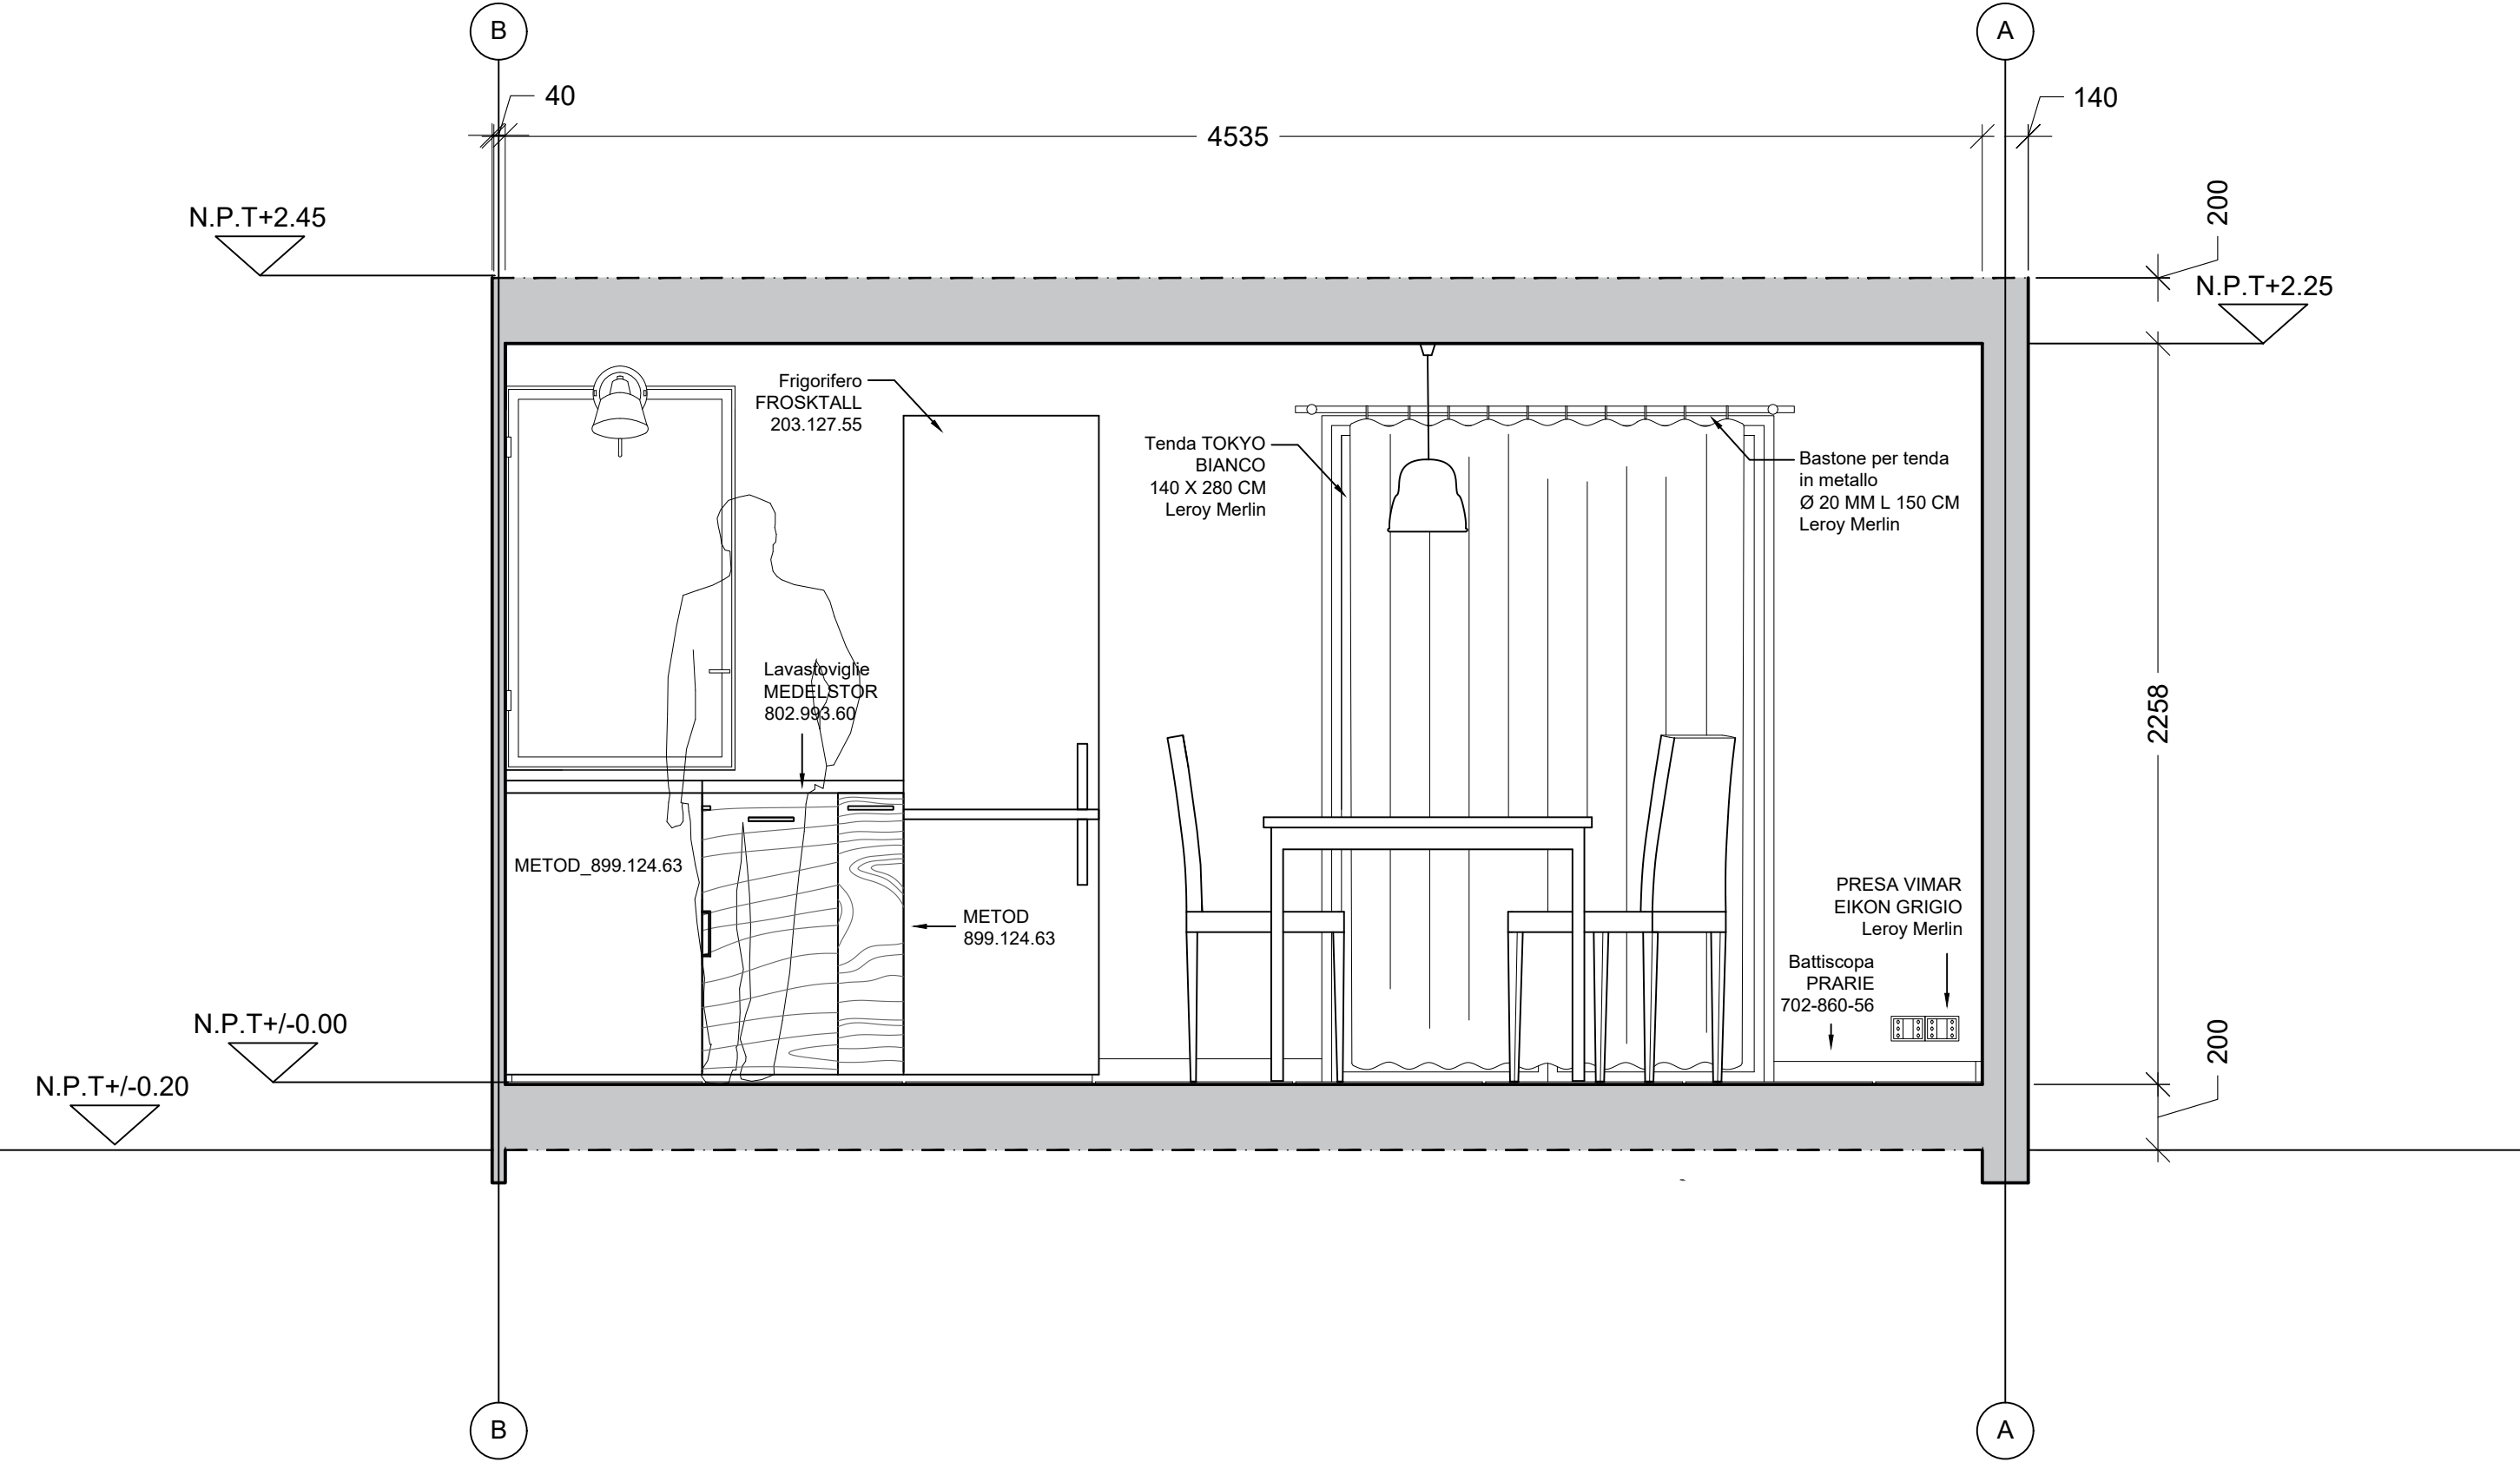 B
A
40
140
4535
200
N.P.T+2.45
N.P.T+2.25
Frigorifero
FROSKTALL
203.127.55
Tenda TOKYO
BIANCO
140 X 280 CM
Leroy Merlin
Bastone per tenda
in metallo
Ø 20 MM L 150 CM
Leroy Merlin
Lavastoviglie
MEDELSTOR
802.993.60
2258
METOD_899.124.63
METOD
899.124.63
PRESA VIMAR
EIKON GRIGIO
Leroy Merlin
Battiscopa
PRARIE
702-860-56
N.P.T+/-0.00
200
N.P.T+/-0.20
B
A